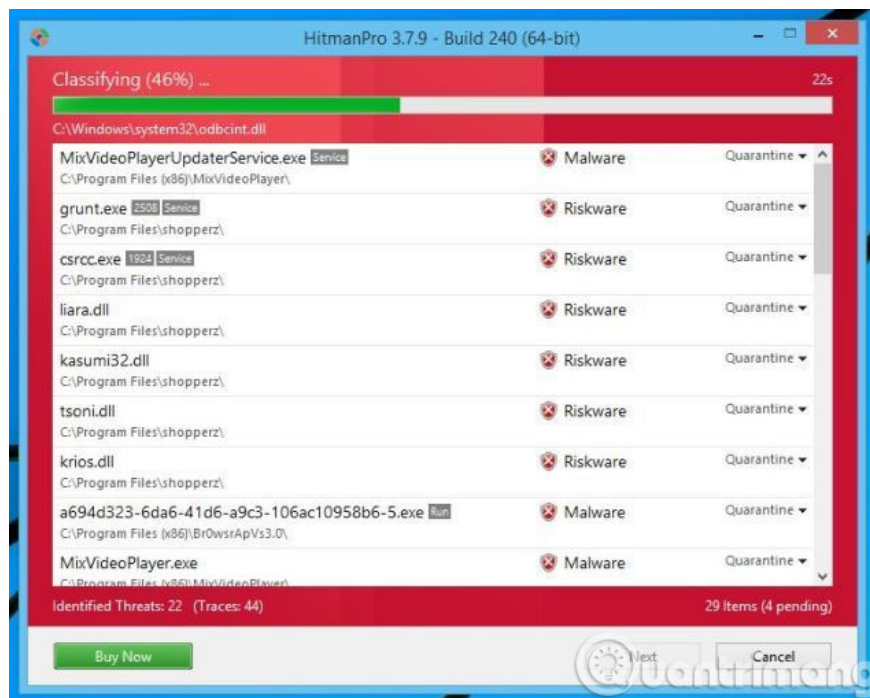 HitmanPro 3.7.9 - Build 240 (64-bit)
Classifying (46%) ...
22s
C:\Windows\system32\odbcint.dll
MixVideoPlayerUpdaterService.exe Service Malware Quarantine
C:\Program Files (x86)\MixVideoPlayer\
grunt.exe 2508 Service Riskware Quarantine
C:\Program Files\shopperz\
csrcc.exe 1924 Service Riskware Quarantine
C:\Program Files\shopperz\
liara.dll Riskware Quarantine
C:\Program Files\shopperz\
kasumi32.dll Riskware Quarantine
C:\Program Files\shopperz\
tsoni.dll Riskware Quarantine
C:\Program Files\shopperz\
krios.dll Riskware Quarantine
C:\Program Files\shopperz\
a694d323-6da6-41d6-a9c3-106ac10958b6-5.exe Run Malware Quarantine
C:\Program Files (x86)\Br0wsrApVs3.0\
MixVideoPlayer.exe Malware Quarantine
C:\Program Files (x86)\MixVideoPlayer\
Identified Threats: 22 (Traces: 44)
29 Items (4 pending)
Buy Now
Next
Cancel
Quantrimang